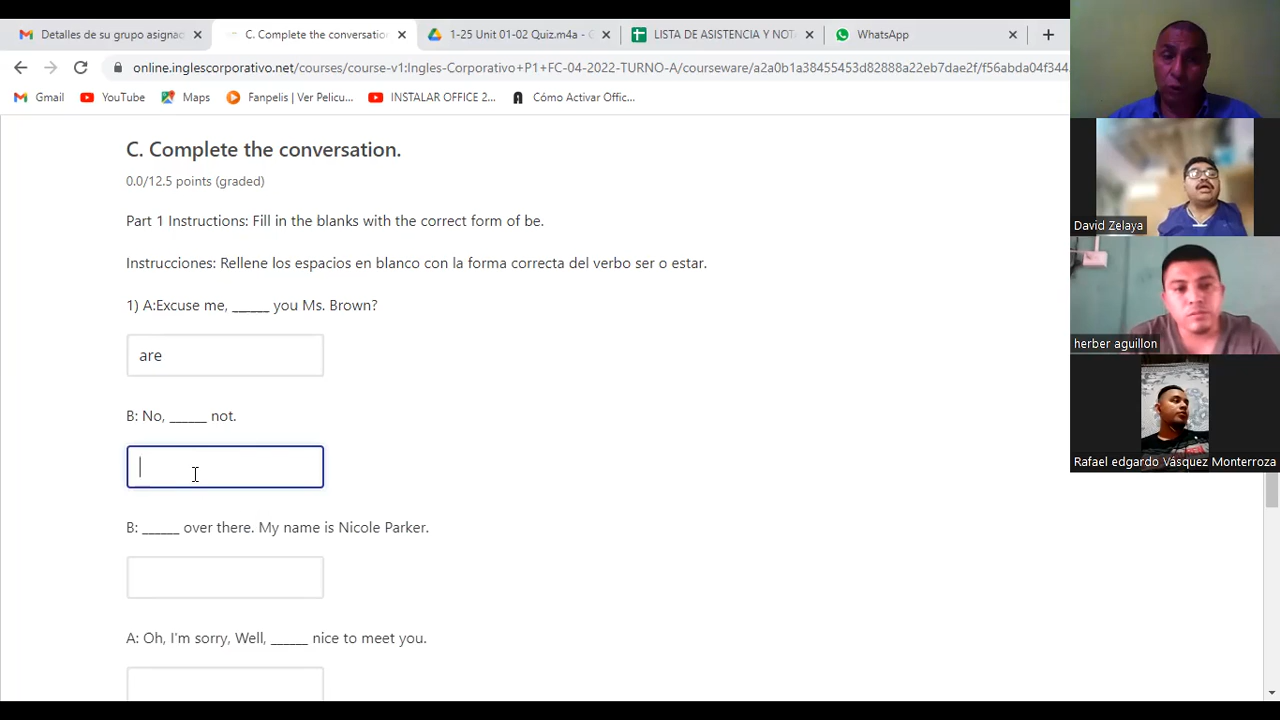 Detalles de su grupo asignac
C. Complete the conversatio
1-25 Unit 01-02 Quiz.m4a - G
LISTA DE ASISTENCIA Y NOT
WhatsApp
online.inglescorporativo.net/courses/course-v1:Ingles-Corporativo+P1+FC-04-2022-TURNO-A/courseware/a2a0b1a38455453d82888a22eb7dae2f/f56abda04f344
Gmail
YouTube
Maps
Fanpelis | Ver Pelicu...
INSTALAR OFFICE 2...
Cómo Activar Offic...
C. Complete the conversation.
0.0/12.5 points (graded)
Part 1 Instructions: Fill in the blanks with the correct form of be.
Instrucciones: Rellene los espacios en blanco con la forma correcta del verbo ser o estar.
1) A:Excuse me, ______ you Ms. Brown?
are
B: No, ______ not.
B: ______ over there. My name is Nicole Parker.
A: Oh, I'm sorry, Well, ______ nice to meet you.
David Zelaya
herber aguillon
Rafael edgardo Vásquez Monterroza